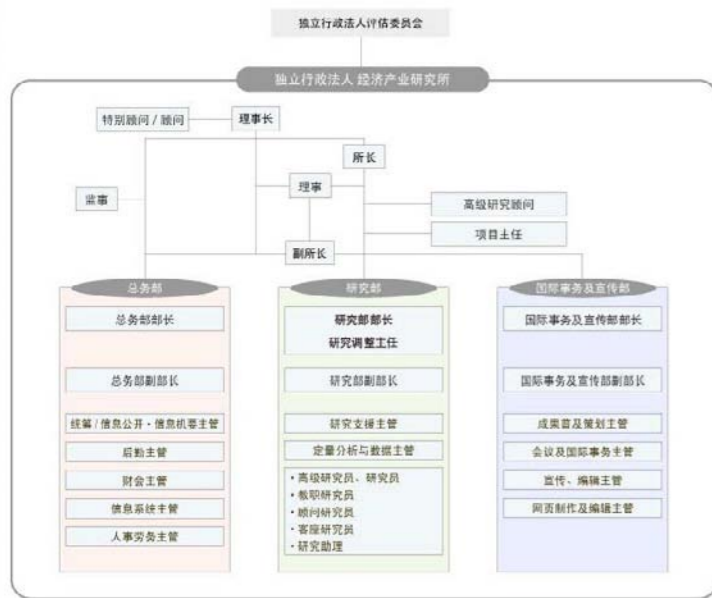 独立行政法人评估委员会
独立行政法人 经济产业研究所
特别顾问 / 顾问
理事长
所长
理事
监事
高级研究顾问
项目主任
副所长
总务部
总务部部长
总务部副部长
统筹 / 信息公开・信息机要主管
后勤主管
财会主管
信息系统主管
人事劳务主管
研究部
研究部部长
研究调整主任
研究部副部长
研究支援主管
定量分析与数据主管
・高级研究员、研究员
・教职研究员
・顾问研究员
・客座研究员
・研究助理
国际事务及宣传部
国际事务及宣传部部长
国际事务及宣传部副部长
成果普及策划主管
会议及国际事务主管
宣传、编辑主管
网页制作及编辑主管